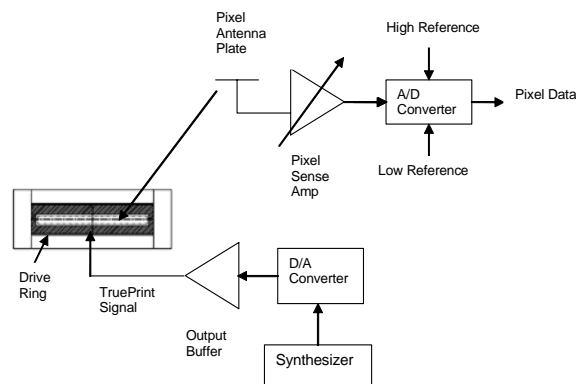 Pixel
Antenna
Plate
High Reference
A/D
Converter
Pixel Data
Pixel
Sense
Amp
Low Reference
Drive
Ring
TruePrint
Signal
D/A
Converter
Output
Buffer
Synthesizer